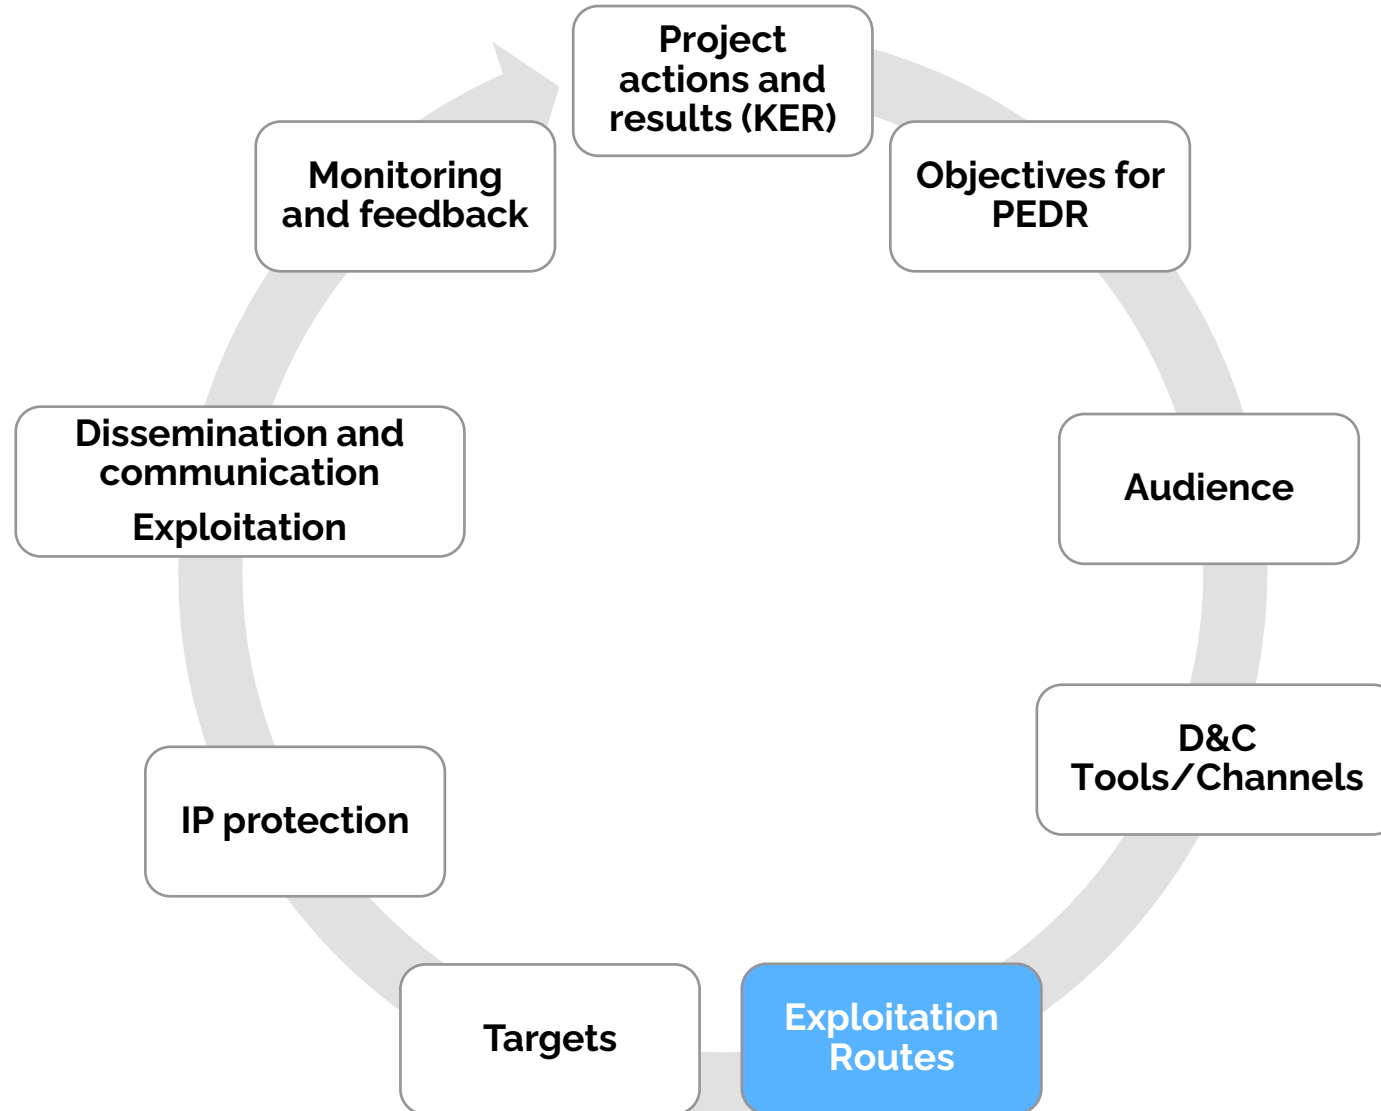 Project
actions and
results (KER)
Objectives for
PEDR
Audience
D&C
Tools/Channels
Exploitation
Routes
Targets
IP protection
Dissemination and
communication
Exploitation
Monitoring
and feedback